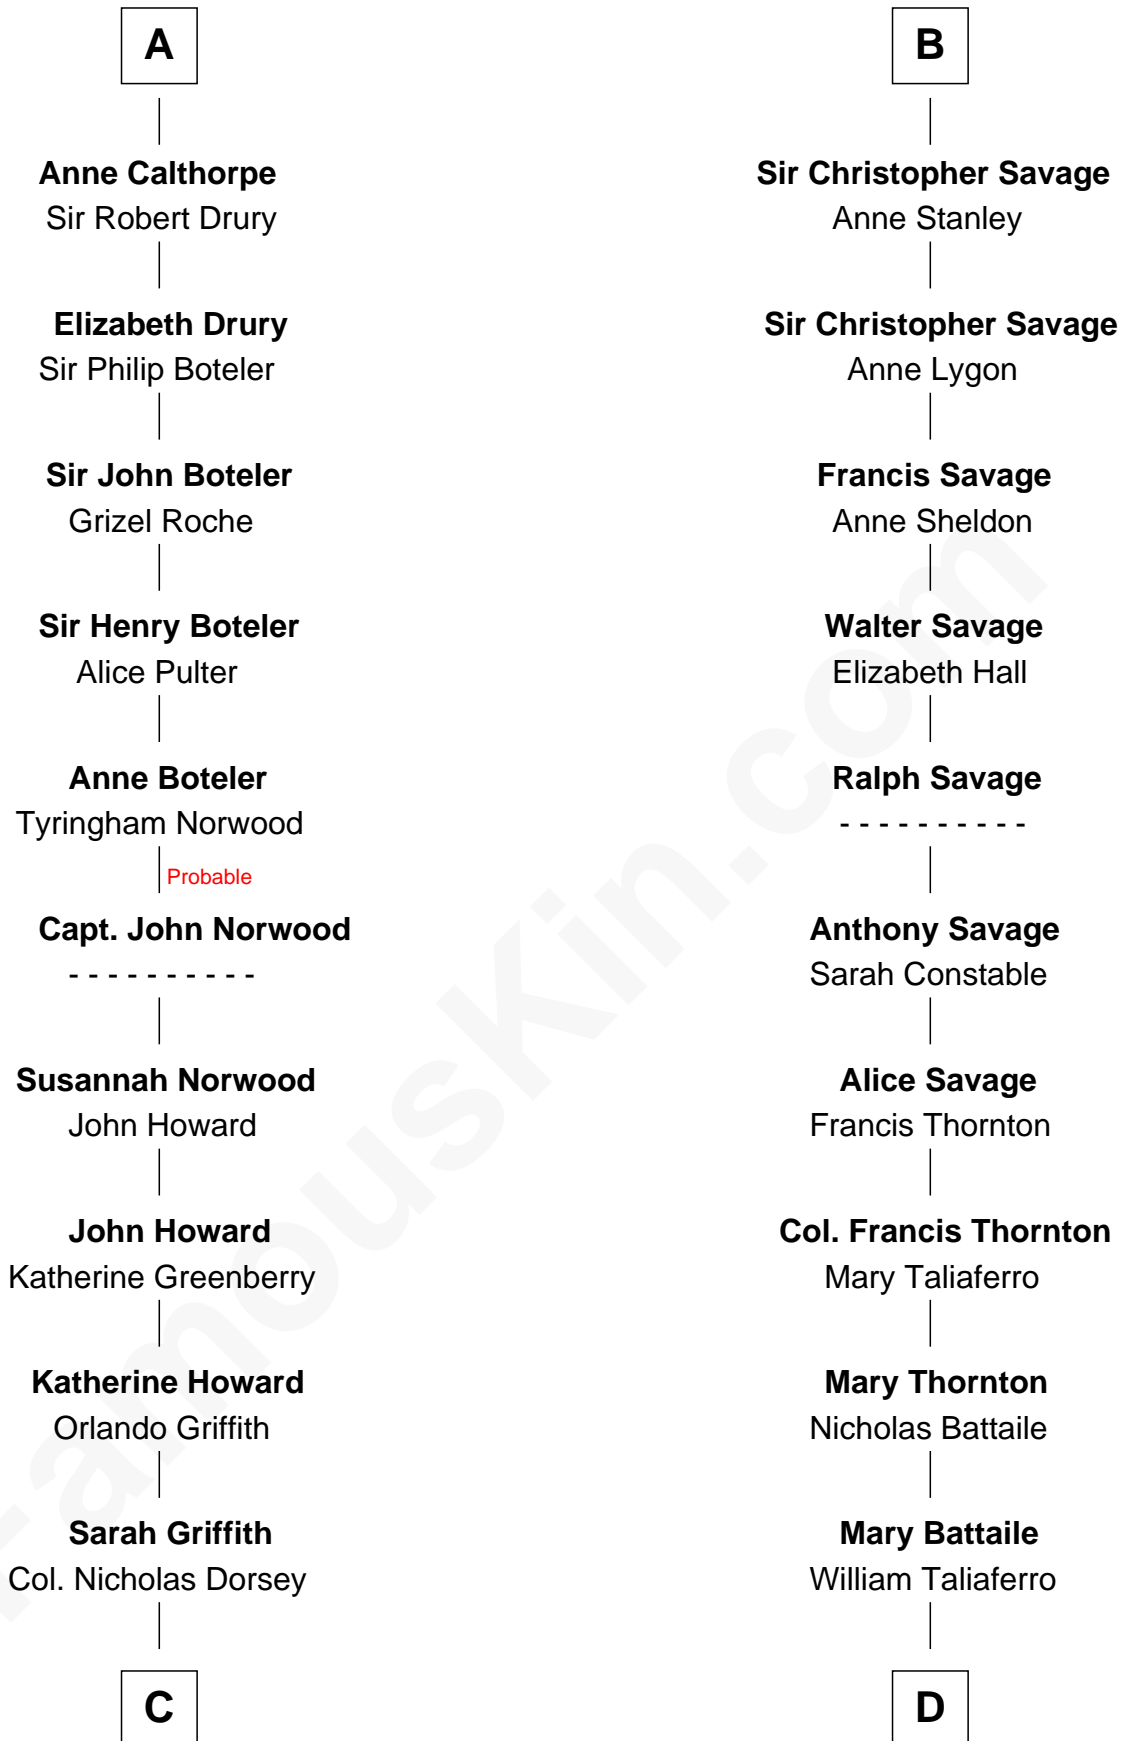 A
Anne Calthorpe
Sir Robert Drury
Elizabeth Drury
Sir Philip Boteler
Sir John Boteler
Grizel Roche
Sir Henry Boteler
Alice Pulter
Anne Boteler
Tyringham Norwood
Probable
Capt. John Norwood
- - - - - - - - - -
Susannah Norwood
John Howard
John Howard
Katherine Greenberry
Katherine Howard
Orlando Griffith
Sarah Griffith
Col. Nicholas Dorsey
C
B
Sir Christopher Savage
Anne Stanley
Sir Christopher Savage
Anne Lygon
Francis Savage
Anne Sheldon
Walter Savage
Elizabeth Hall
Ralph Savage
- - - - - - - - - -
Anthony Savage
Sarah Constable
Alice Savage
Francis Thornton
Col. Francis Thornton
Mary Taliaferro
Mary Thornton
Nicholas Battaile
Mary Battaile
William Taliaferro
D
FamousKin.com